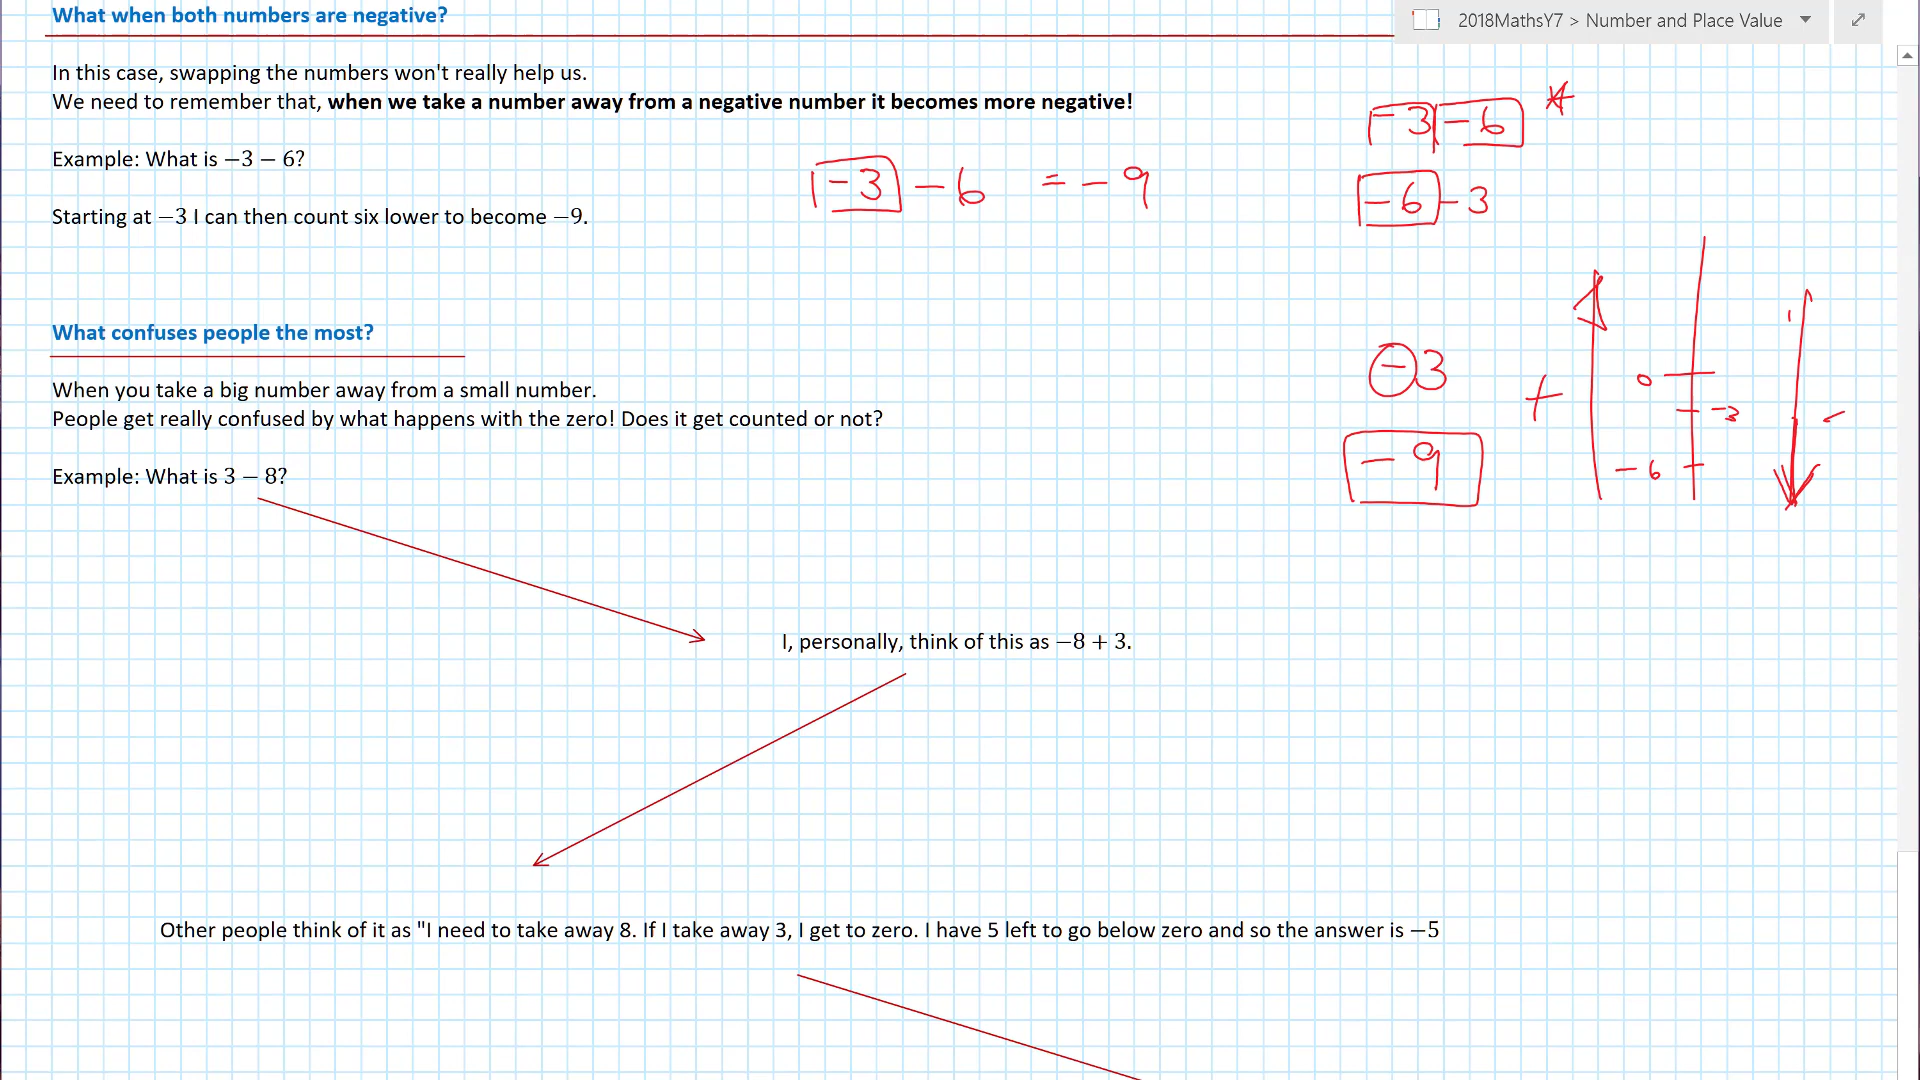 What when both numbers are negative?
2018MathsY7 > Number and Place Value
In this case, swapping the numbers won't really help us.
We need to remember that, when we take a number away from a negative number it becomes more negative!
Example: What is −3 − 6?
Starting at −3 I can then count six lower to become −9.
-3 - 6 = - 9
-3 - 6 *
- 6 - 3
What confuses people the most?
When you take a big number away from a small number.
People get really confused by what happens with the zero! Does it get counted or not?
Example: What is 3 − 8?
- 3
- 9
+
0
-3
- 6
-
I, personally, think of this as −8 + 3.
Other people think of it as "I need to take away 8. If I take away 3, I get to zero. I have 5 left to go below zero and so the answer is −5